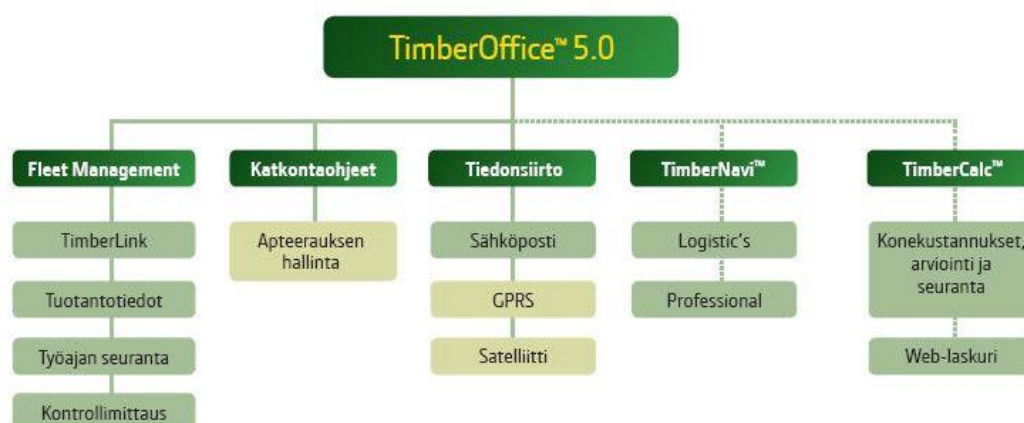 TimberOffice™ 5.0
Fleet Management
TimberLink
Tuotantotiedot
Työajan seuranta
Kontrollimittaus
Katkontaohjeet
Apteerauksen
hallinta
Tiedonsiirto
Sähköposti
GPRS
Satelliitti
TimberNavi™
Logistic's
Professional
TimberCalc™
Konekustannukset,
arviointi ja
seuranta
Web-laskuri